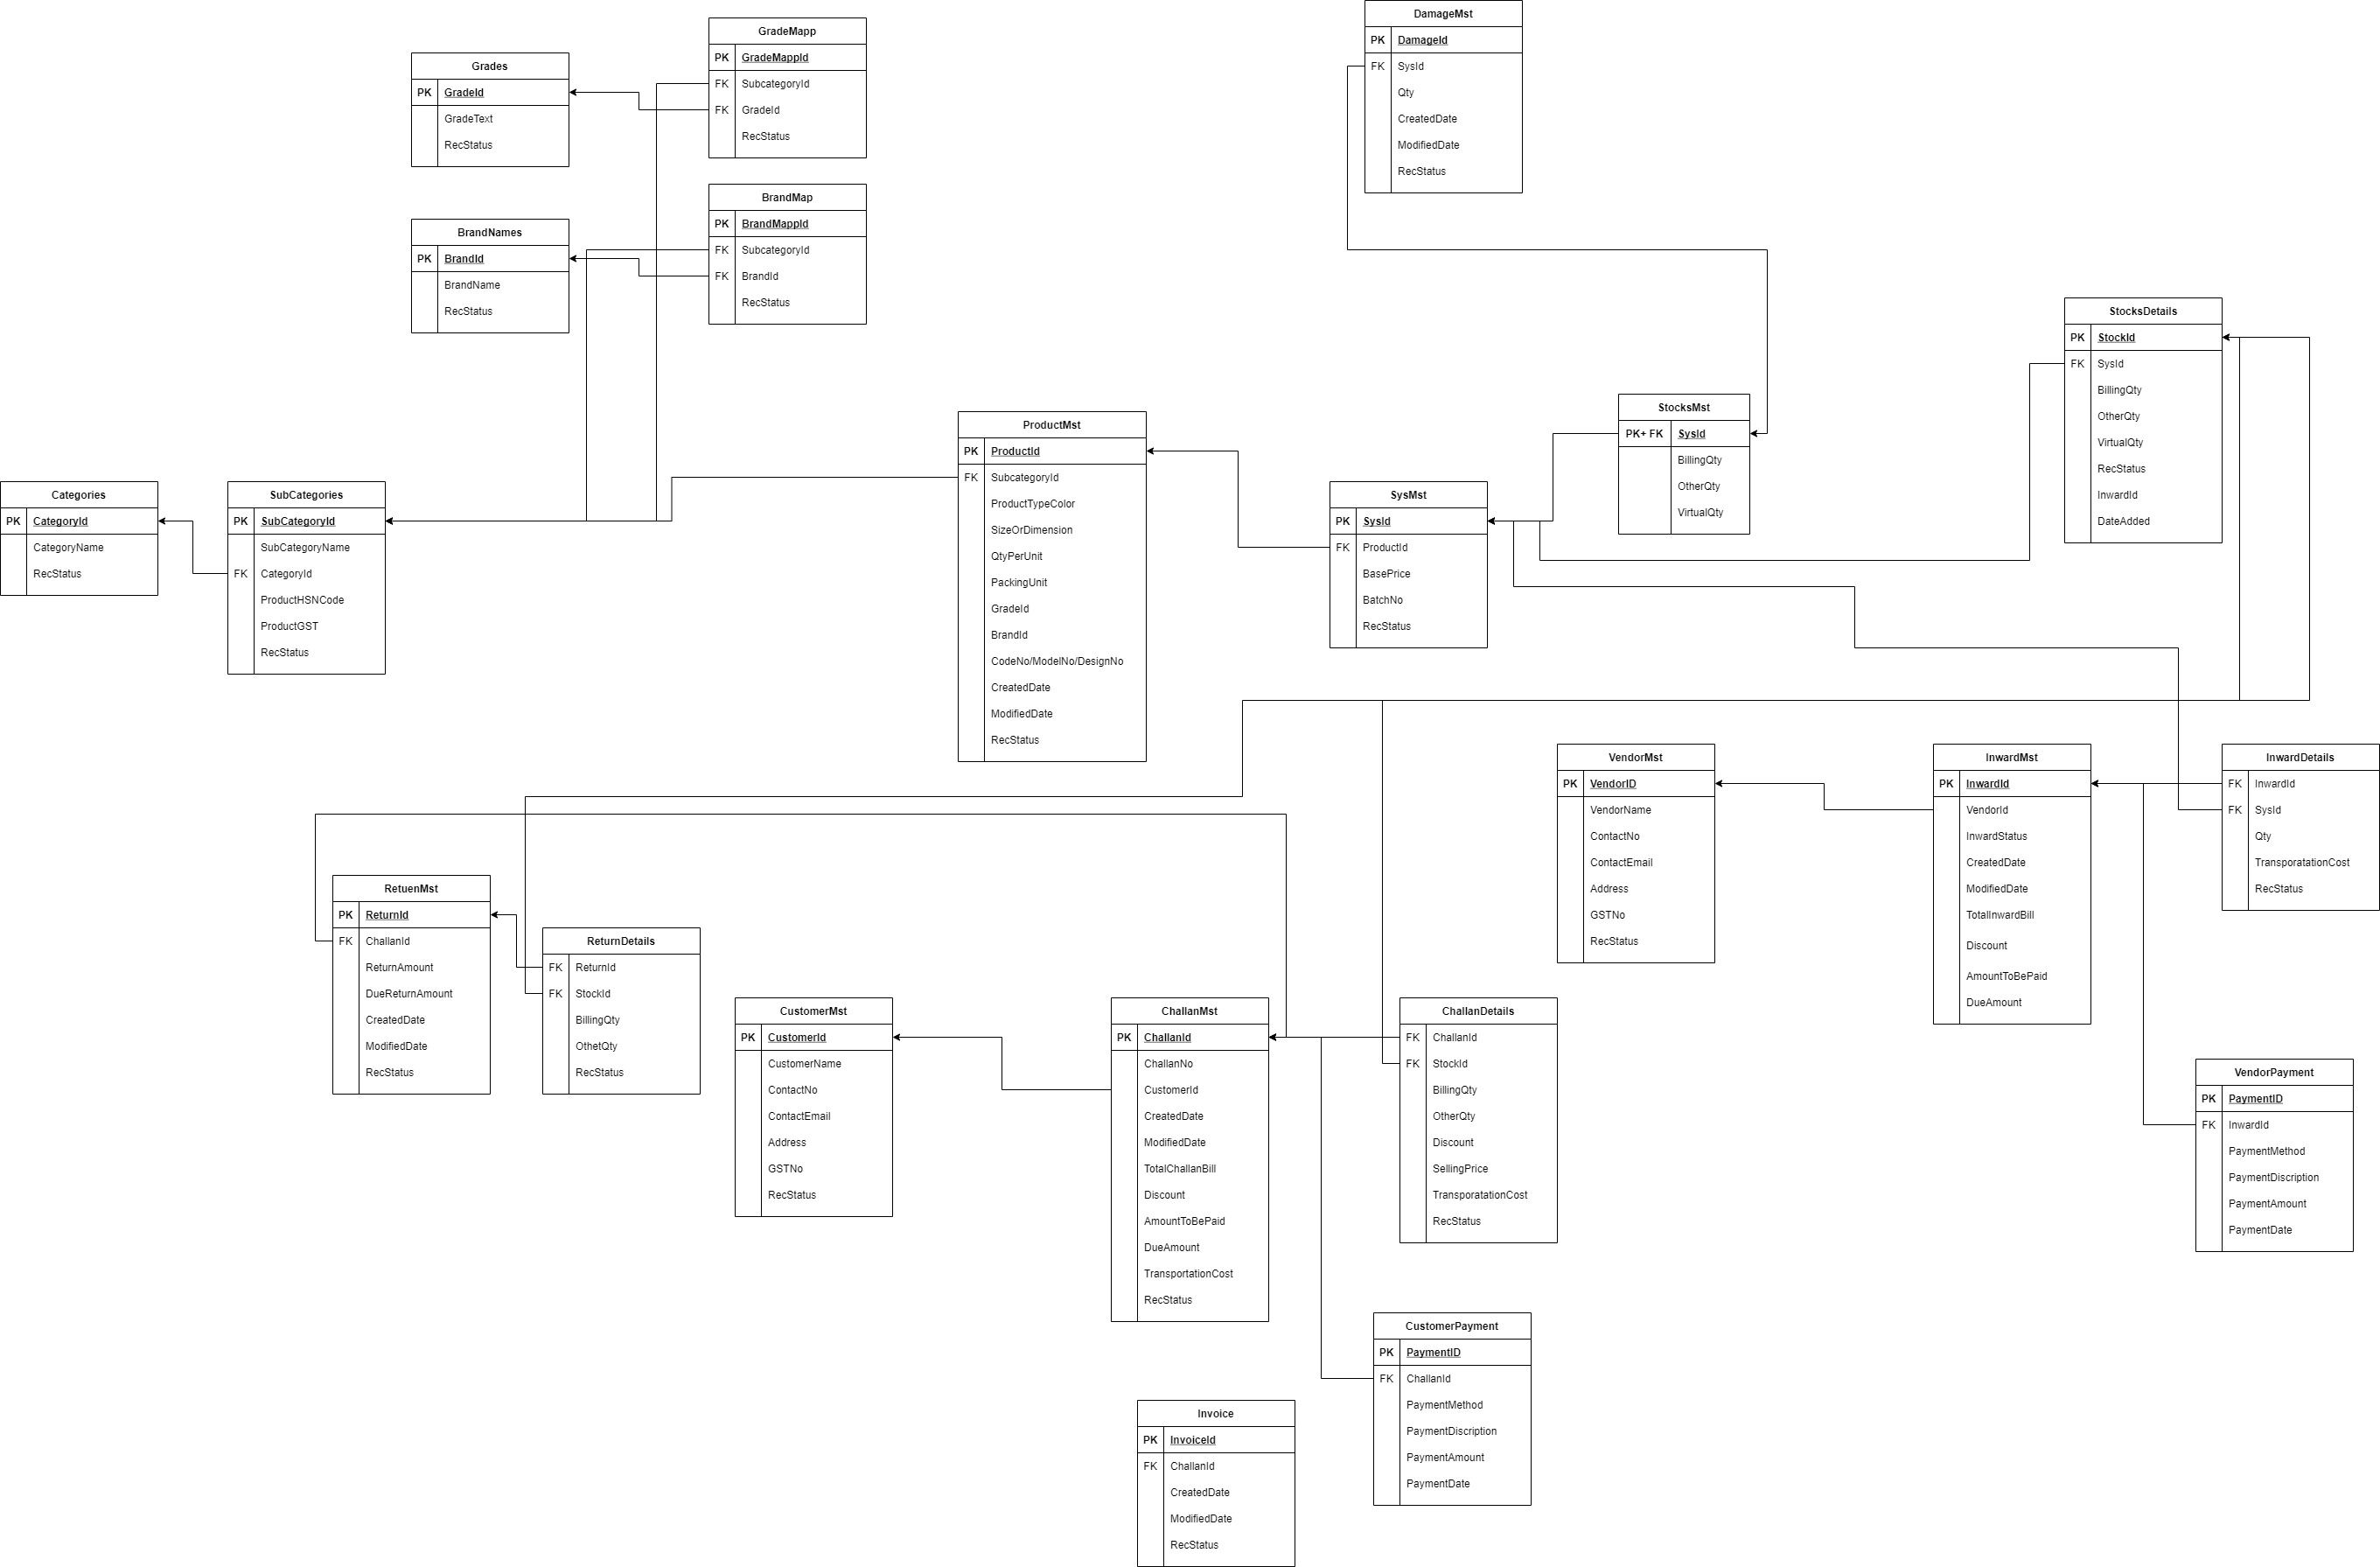 DamageMst
PK DamageId
FK SysId
Qty
CreatedDate
ModifiedDate
RecStatus
GradeMapp
PK GradeMappId
FK SubcategoryId
FK GradeId
RecStatus
Grades
PK GradeId
GradeText
RecStatus
BrandMap
PK BrandMappId
FK SubcategoryId
FK BrandId
RecStatus
BrandNames
PK BrandId
BrandName
RecStatus
StocksDetails
PK StockId
FK SysId
BillingQty
OtherQty
VirtualQty
RecStatus
InwardId
DateAdded
StocksMst
PK+ FK SysId
BillingQty
OtherQty
VirtualQty
ProductMst
PK ProductId
FK SubcategoryId
ProductTypeColor
SizeOrDimension
QtyPerUnit
PackingUnit
GradeId
BrandId
CodeNo/ModelNo/DesignNo
CreatedDate
ModifiedDate
RecStatus
Categories
PK CategoryId
CategoryName
RecStatus
SubCategories
PK SubCategoryId
SubCategoryName
FK CategoryId
ProductHSNCode
ProductGST
RecStatus
SysMst
PK SysId
FK ProductId
BasePrice
BatchNo
RecStatus
VendorMst
PK VendorID
VendorName
ContactNo
ContactEmail
Address
GSTNo
RecStatus
InwardMst
PK InwardId
VendorId
InwardStatus
CreatedDate
ModifiedDate
TotalInwardBill
Discount
AmountToBePaid
DueAmount
InwardDetails
FK InwardId
FK SysId
Qty
TransporatationCost
RecStatus
RetuenMst
PK ReturnId
FK ChallanId
ReturnAmount
DueReturnAmount
CreatedDate
ModifiedDate
RecStatus
ReturnDetails
FK ReturnId
FK StockId
BillingQty
OthetQty
RecStatus
CustomerMst
PK CustomerId
CustomerName
ContactNo
ContactEmail
Address
GSTNo
RecStatus
ChallanMst
PK ChallanId
ChallanNo
CustomerId
CreatedDate
ModifiedDate
TotalChallanBill
Discount
AmountToBePaid
DueAmount
TransportationCost
RecStatus
ChallanDetails
FK ChallanId
FK StockId
BillingQty
OtherQty
Discount
SellingPrice
TransporatationCost
RecStatus
VendorPayment
PK PaymentID
FK InwardId
PaymentMethod
PaymentDiscription
PaymentAmount
PaymentDate
CustomerPayment
PK PaymentID
FK ChallanId
PaymentMethod
PaymentDiscription
PaymentAmount
PaymentDate
Invoice
PK InvoiceId
FK ChallanId
CreatedDate
ModifiedDate
RecStatus